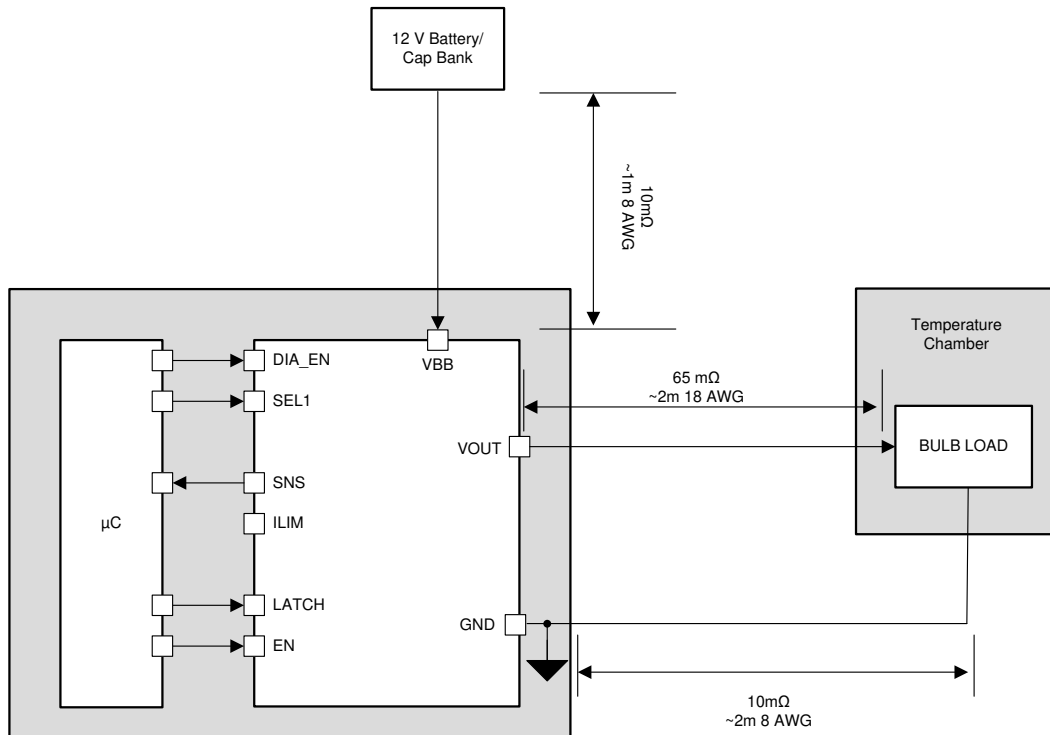 12 V Battery/
Cap Bank
10mΩ
~1m 8 AWG
Temperature
Chamber
DIA_EN
VBB
SEL1
65 mΩ
~2m 18 AWG
VOUT
BULB LOAD
SNS
µC
ILIM
LATCH
GND
EN
10mΩ
~2m 8 AWG